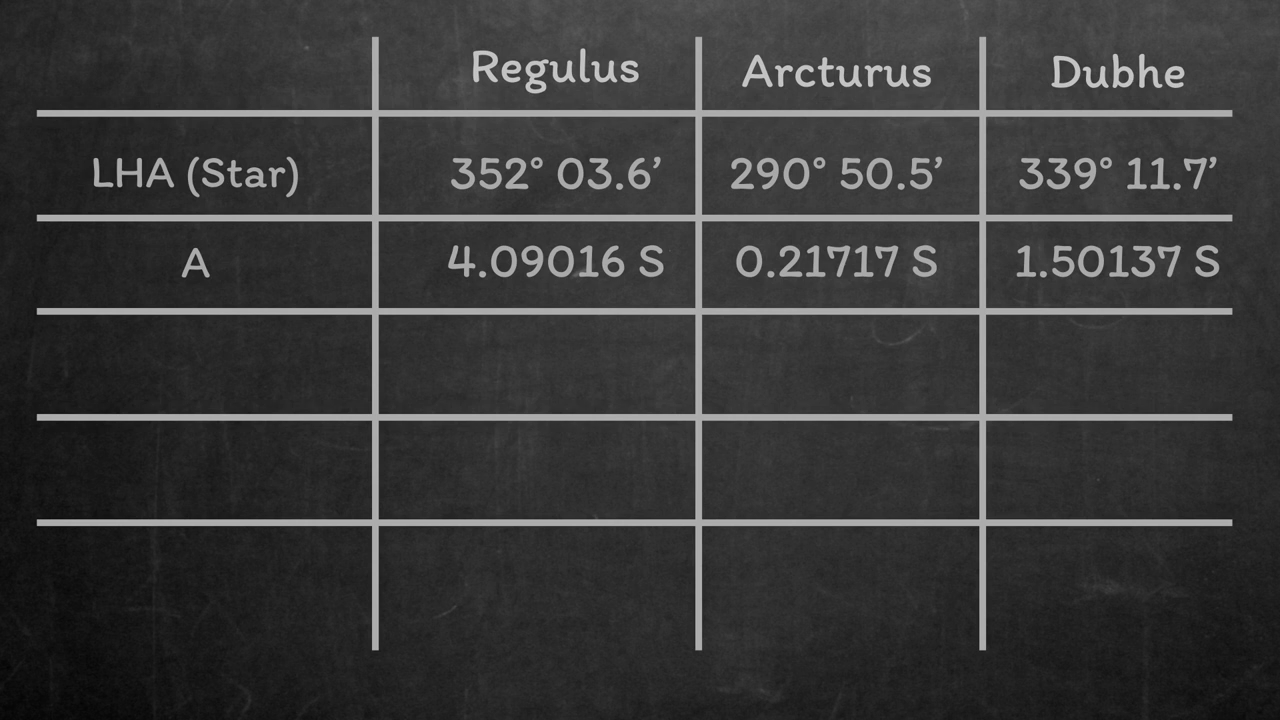 Regulus Arcturus Dubhe
LHA (Star) 352° 03.6’ 290° 50.5’ 339° 11.7’
A 4.09016 S 0.21717 S 1.50137 S